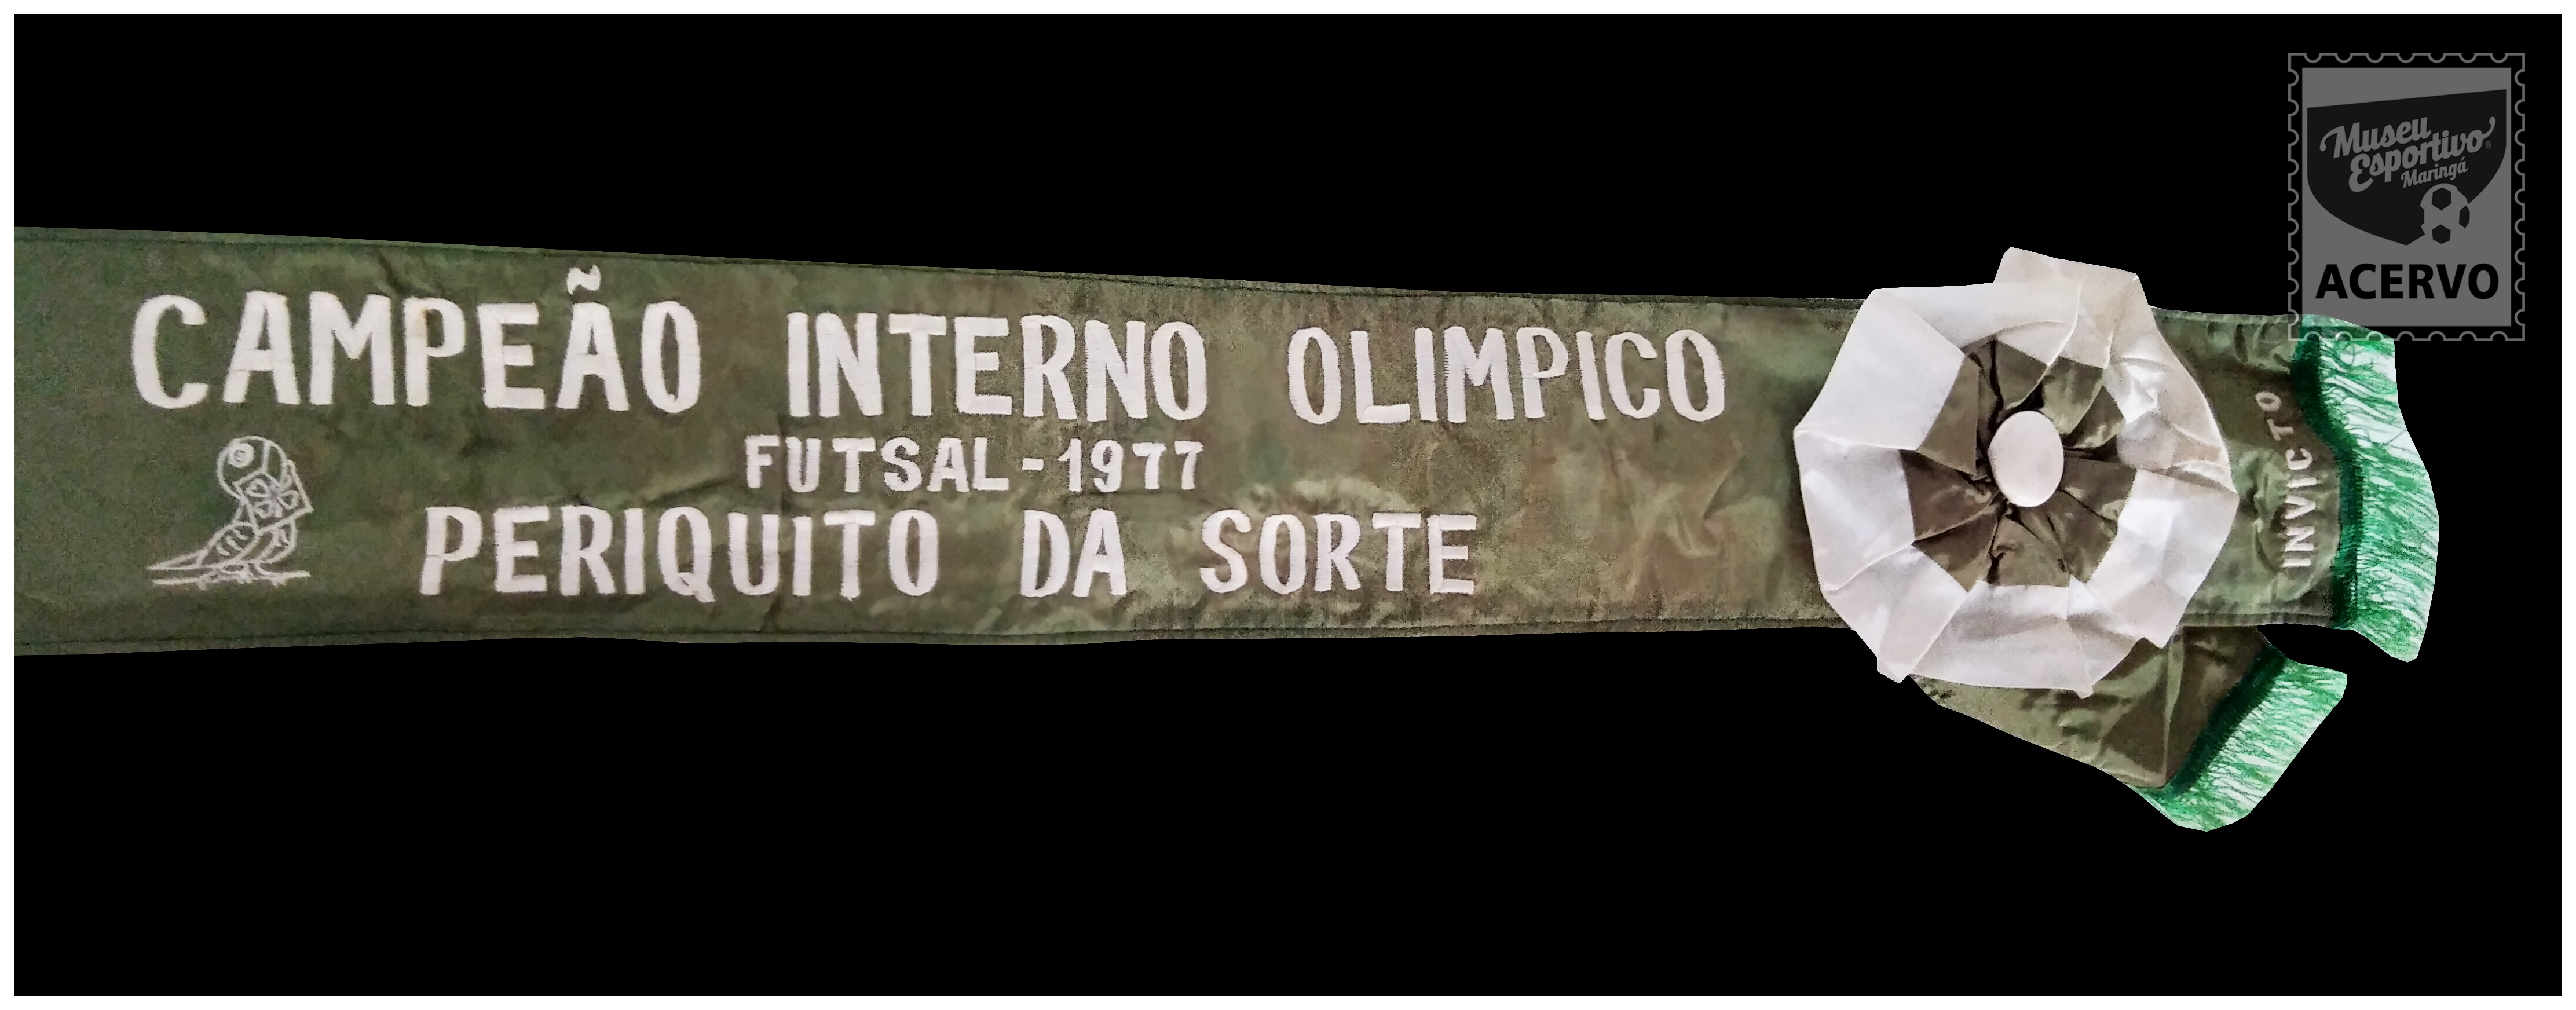 CAMPEÃO INTERNO OLIMPICO
FUTSAL-1977
PERIQUITO DA SORTE
INVICTO
Museu
Esportivo
Maringá
ACERVO